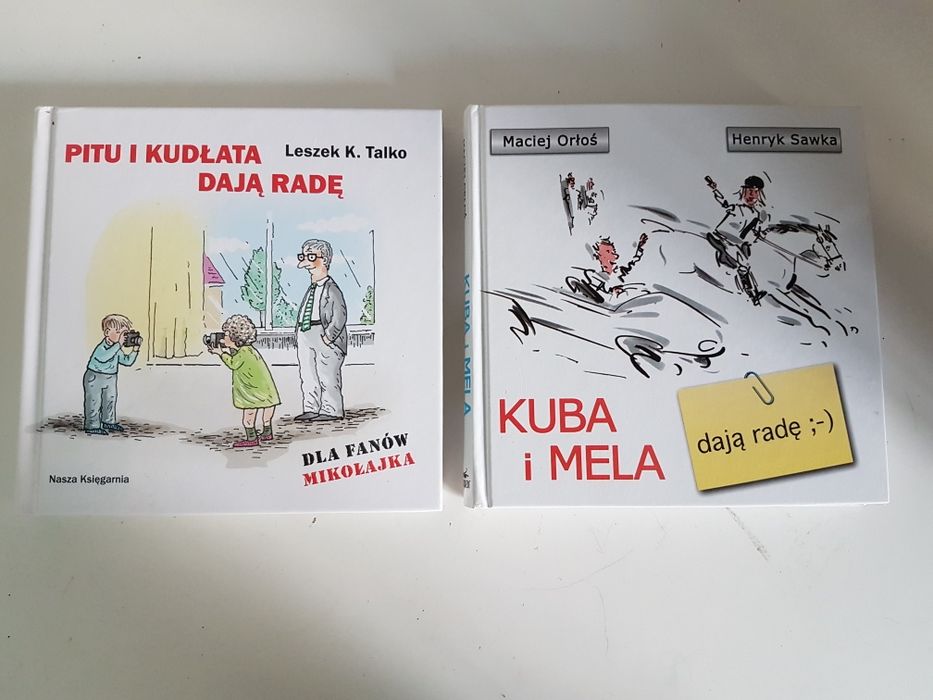 PITU I KUDŁATA
DAJĄ RADĘ
Leszek K. Talko
DLA FANÓW
MIKOŁAJKA
Nasza Księgarnia
Maciej Orłoś
Henryk Sawka
KUBA
i MELA
dają radę ;-)
KUBA i MELA